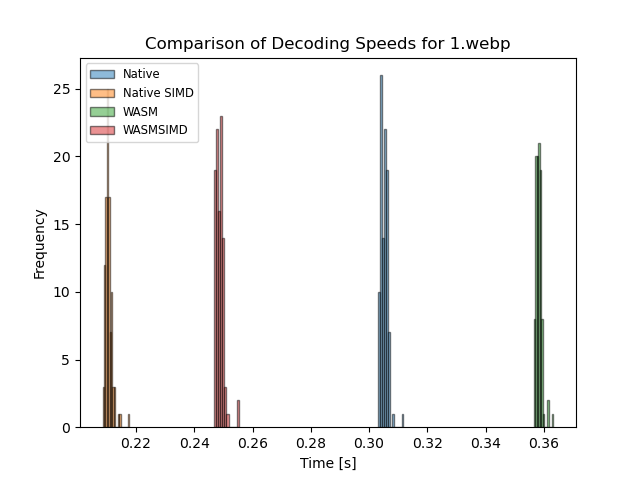 Comparison of Decoding Speeds for 1.webp
Native
Native SIMD
WASM
WASMSIMD
25
20
15
10
5
0
Frequency
0.22 0.24 0.26 0.28 0.30 0.32 0.34 0.36
Time [s]